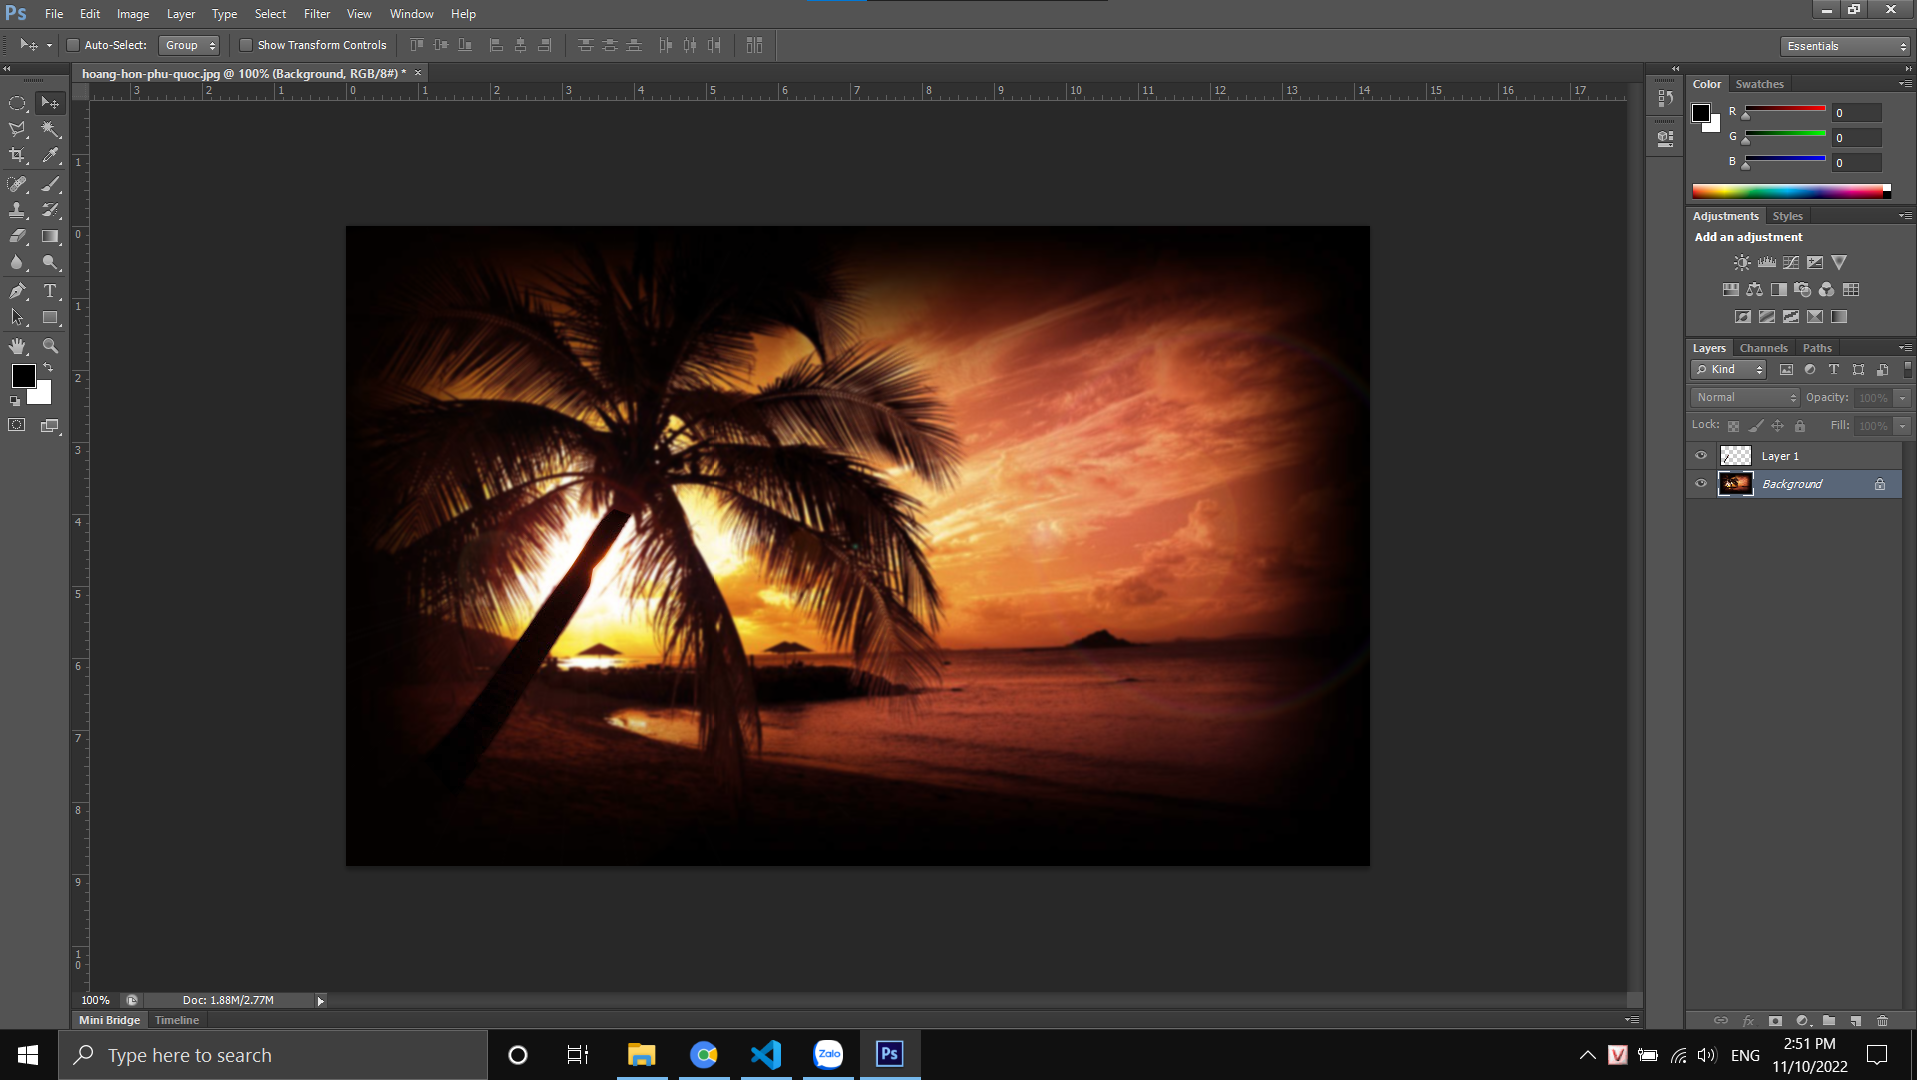 Ps File Edit Image Layer Type Select Filter View Window Help
Auto-Select: Group Show Transform Controls Essentials
hoang-hon-phu-quoc.jpg @ 100% (Background, RGB/8#) * ×
3 2 1 0 1 2 3 4 5 6 7 8 9 10 11 12 13 14 15 16 17
1
0
1
2
3
4
5
6
7
8
9
10
Color Swatches
R 0
G 0
B 0
Adjustments Styles
Add an adjustment
Layers Channels Paths
Kind
Normal Opacity: 100%
Lock: Fill: 100%
Layer 1
Background
fx
100% Doc: 1.88M/2.77M
Mini Bridge Timeline
Type here to search
Zalo
Ps
V
ENG
2:51 PM
11/10/2022